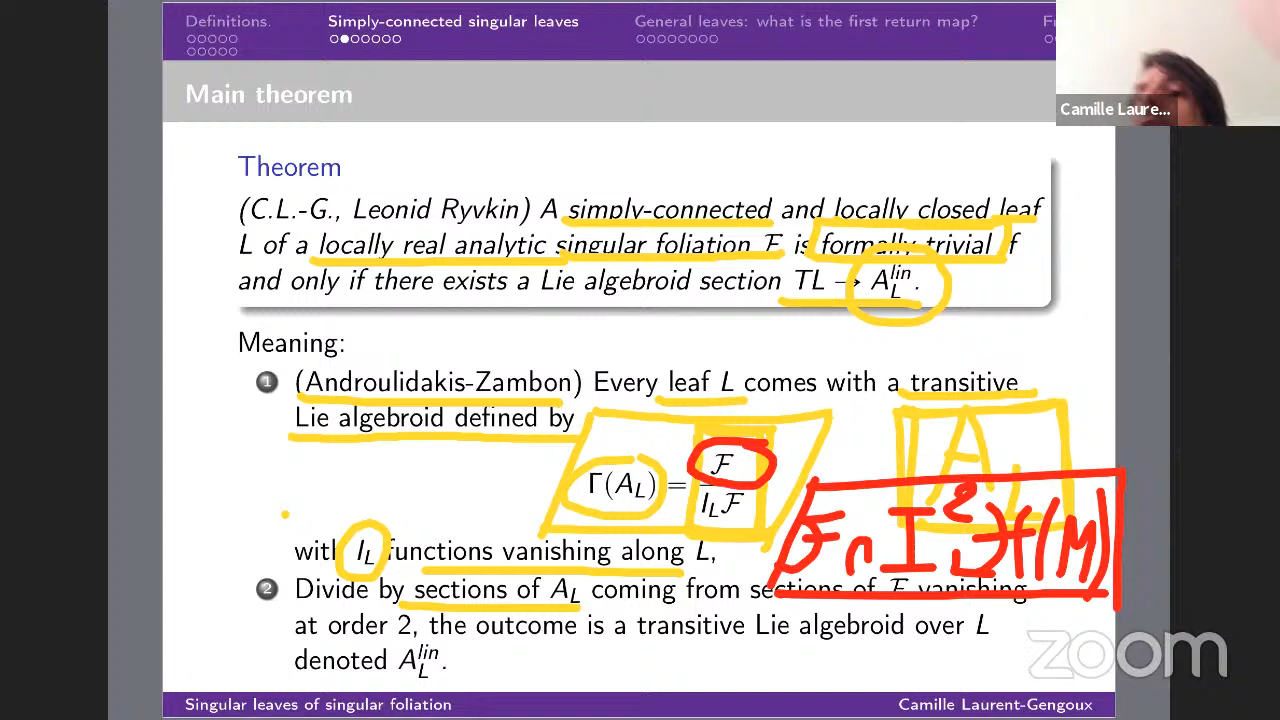 Definitions. Simply-connected singular leaves General leaves: what is the first return map?
Camille Laure...
Main theorem
Theorem
(C.L.-G., Leonid Ryvkin) A simply-connected and locally closed leaf
L of a locally real analytic singular foliation F is formally trivial if
and only if there exists a Lie algebroid section TL → A_L^lin.
Meaning:
1 (Androulidakis-Zambon) Every leaf L comes with a transitive
Lie algebroid defined by
Γ(A_L) = F / I_L F
A_L
F ∩ I_L^2 X(M)
with I_L functions vanishing along L,
2 Divide by sections of A_L coming from sections of F vanishing
at order 2, the outcome is a transitive Lie algebroid over L
denoted A_L^lin.
zoom
Singular leaves of singular foliation Camille Laurent-Gengoux